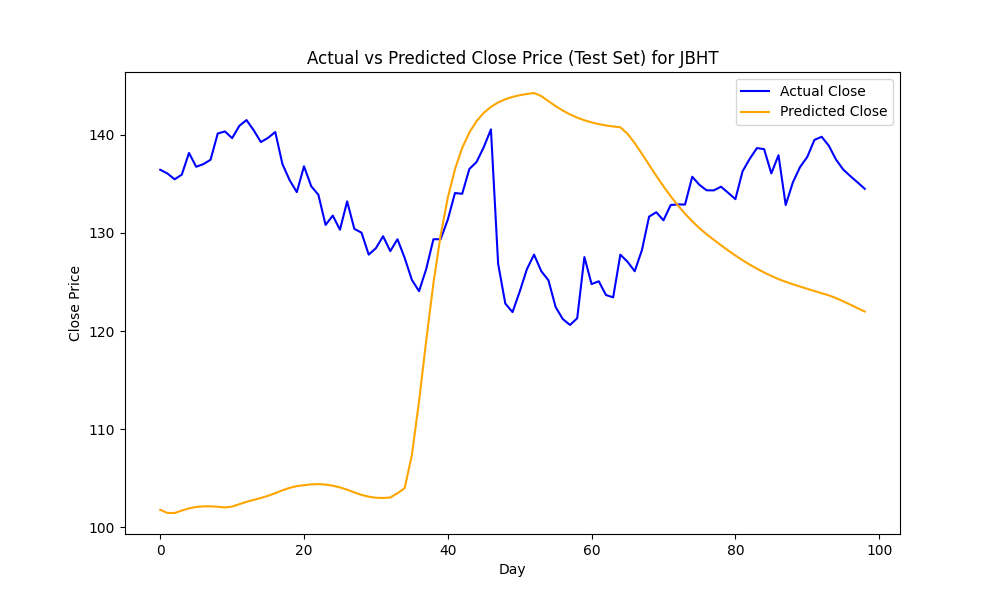 Actual vs Predicted Close Price (Test Set) for JBHT
Actual Close
Predicted Close
Close Price
140
130
120
110
100
0 20 40 60 80 100
Day